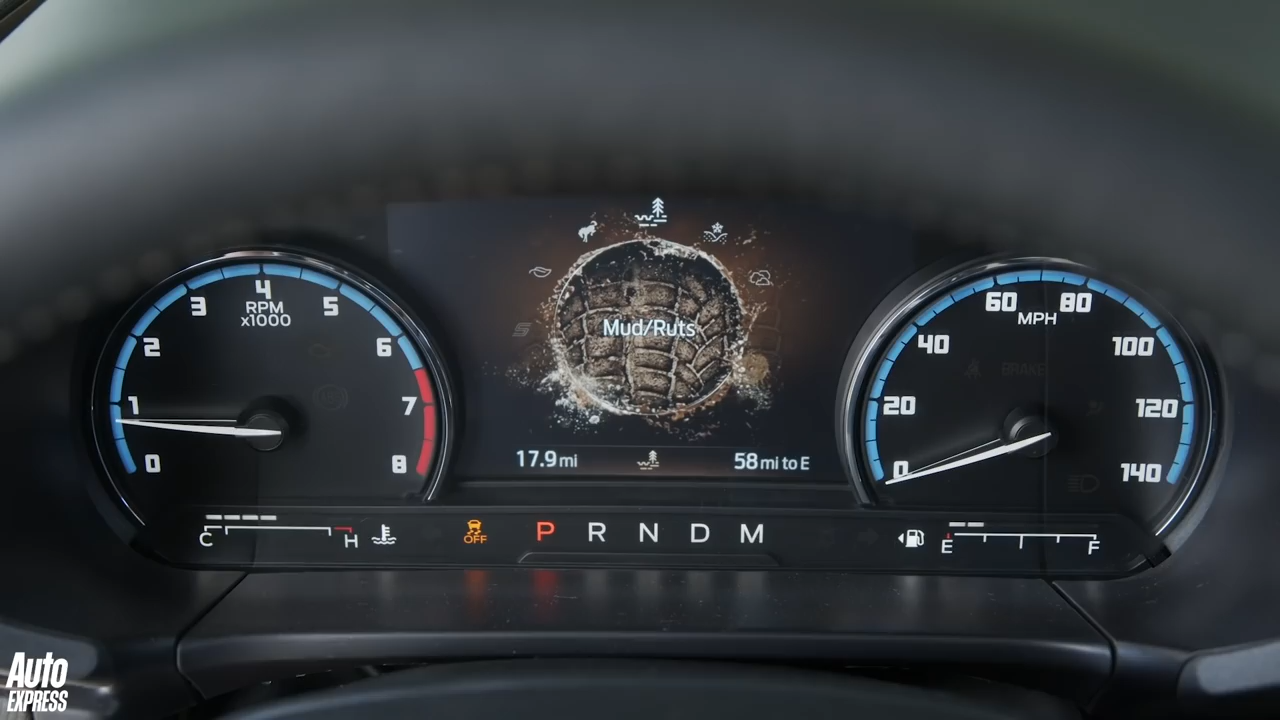 4
3
5
RPM
x1000
2
6
1
7
0
8
Mud/Ruts
17.9 mi
58 mi to E
60
80
MPH
40
100
BRAKE
20
120
0
140
C
H
OFF
P R N D M
E
F
Auto
EXPRESS